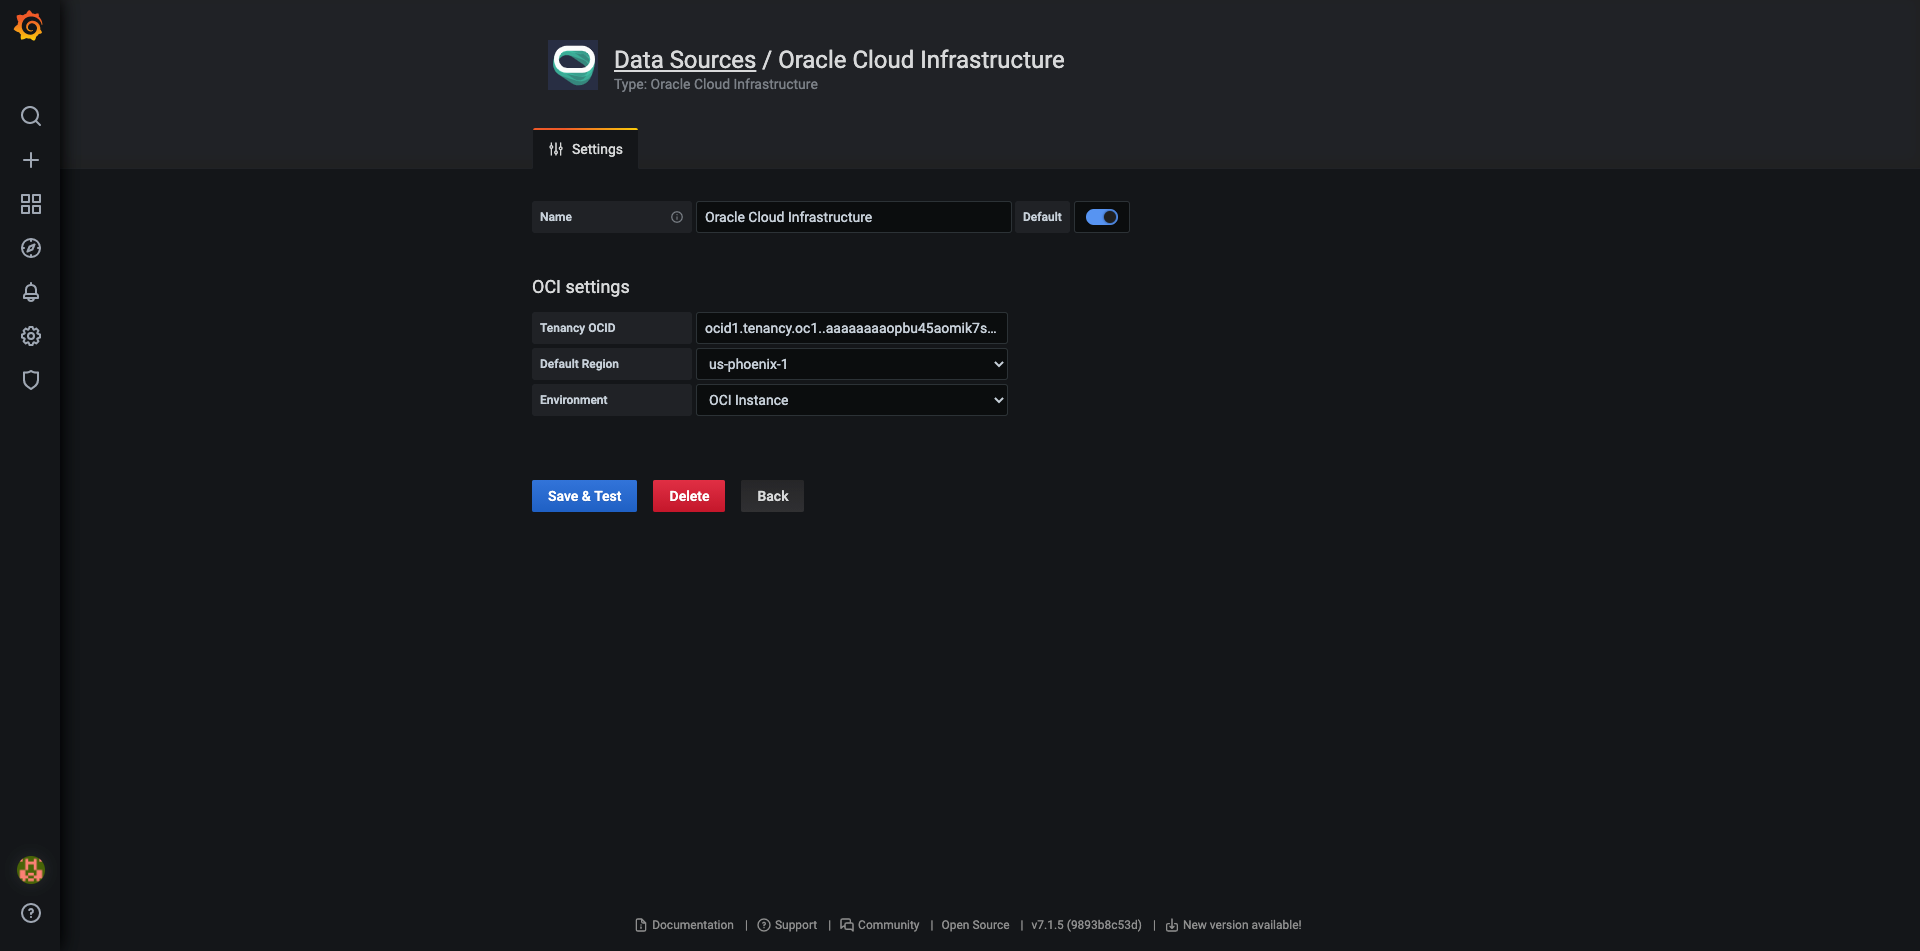 Data Sources / Oracle Cloud Infrastructure
Type: Oracle Cloud Infrastructure
Settings
Name
Oracle Cloud Infrastructure
Default
OCI settings
Tenancy OCID
ocid1.tenancy.oc1..aaaaaaaaopbu45aomik7s...
Default Region
us-phoenix-1
Environment
OCI Instance
Save & Test
Delete
Back
Documentation | Support | Community | Open Source | v7.1.5 (9893b8c53d) | New version available!